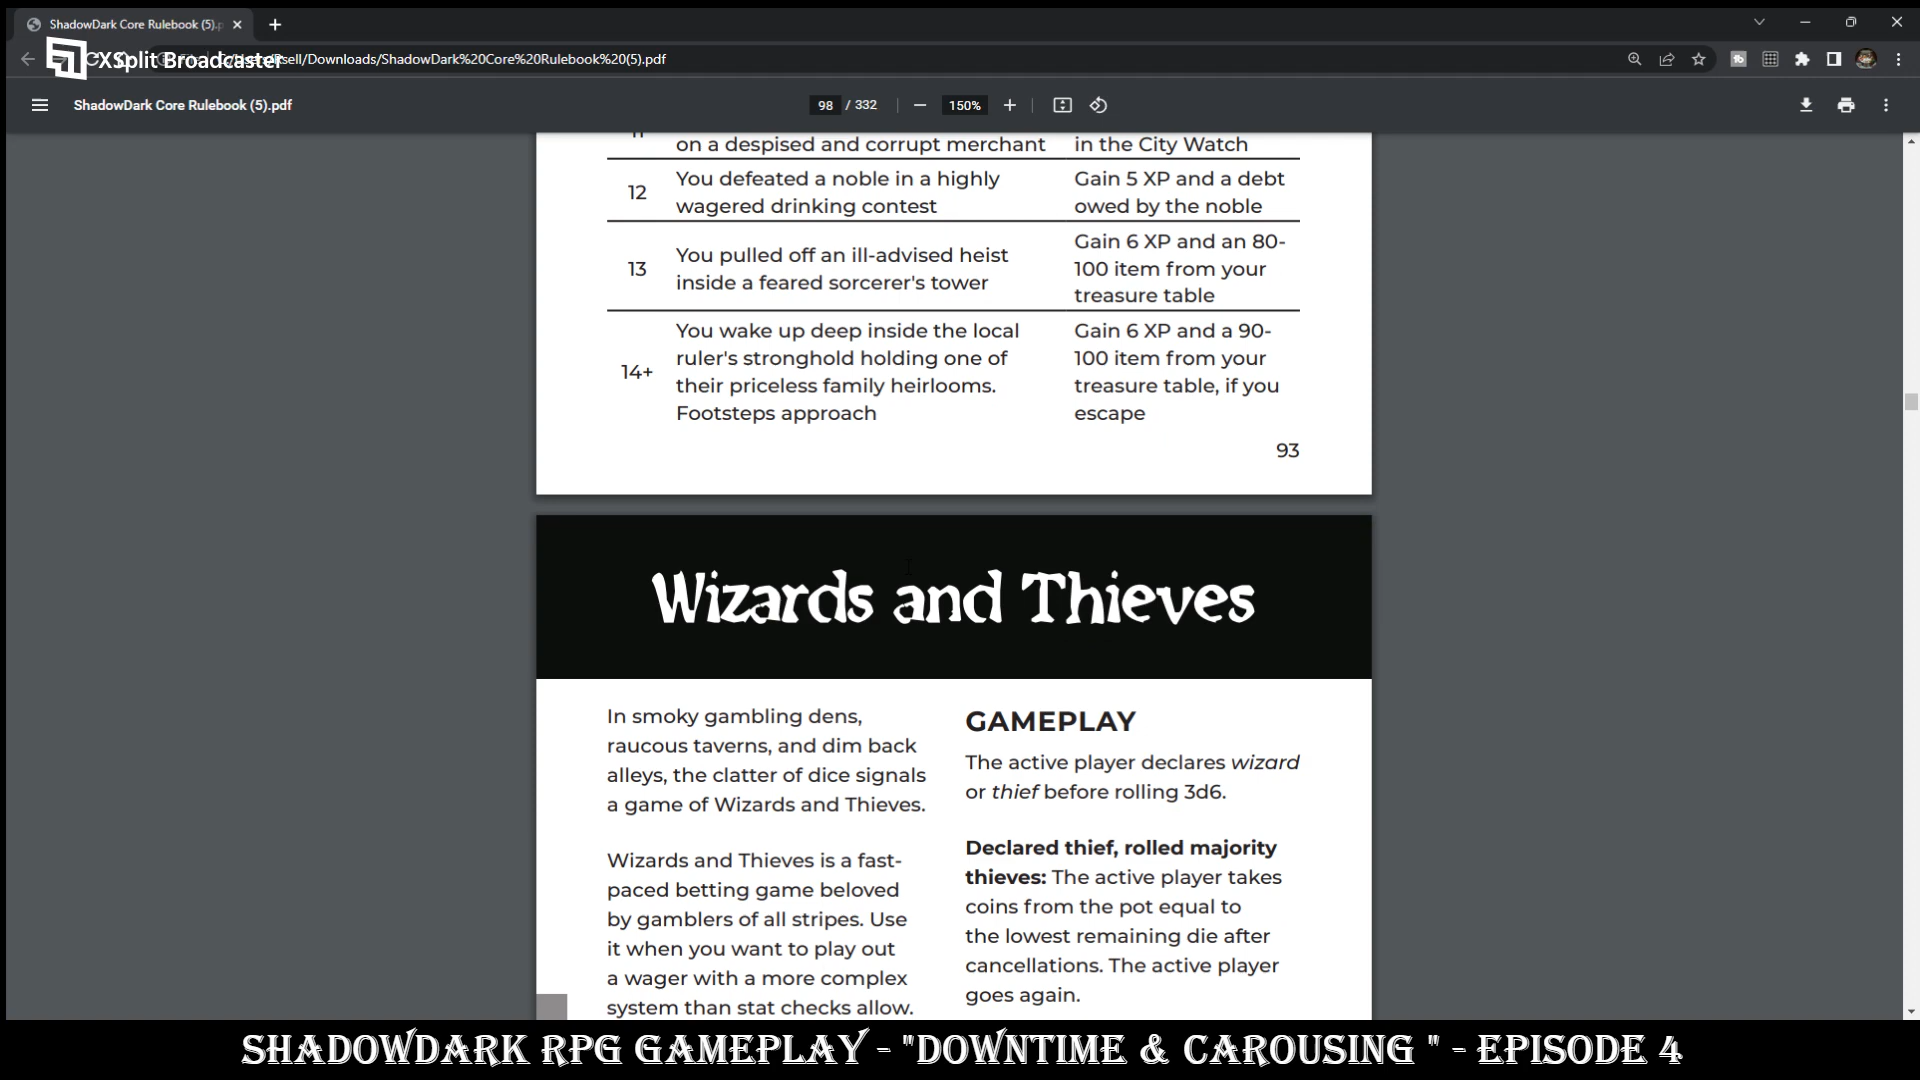 ShadowDark Core Rulebook (5).p
XSplit Broadcaster
sell/Downloads/ShadowDark%20Core%20Rulebook%20(5).pdf
ShadowDark Core Rulebook (5).pdf
98 / 332
150%
on a despised and corrupt merchant
in the City Watch
12
You defeated a noble in a highly
wagered drinking contest
Gain 5 XP and a debt
owed by the noble
13
You pulled off an ill-advised heist
inside a feared sorcerer's tower
Gain 6 XP and an 80-
100 item from your
treasure table
14+
You wake up deep inside the local
ruler's stronghold holding one of
their priceless family heirlooms.
Footsteps approach
Gain 6 XP and a 90-
100 item from your
treasure table, if you
escape
93
Wizards and Thieves
In smoky gambling dens,
raucous taverns, and dim back
alleys, the clatter of dice signals
a game of Wizards and Thieves.
Wizards and Thieves is a fast-
paced betting game beloved
by gamblers of all stripes. Use
it when you want to play out
a wager with a more complex
system than stat checks allow.
GAMEPLAY
The active player declares wizard
or thief before rolling 3d6.
Declared thief, rolled majority
thieves: The active player takes
coins from the pot equal to
the lowest remaining die after
cancellations. The active player
goes again.
SHADOWDARK RPG GAMEPLAY - "DOWNTIME & CAROUSING " - EPISODE 4